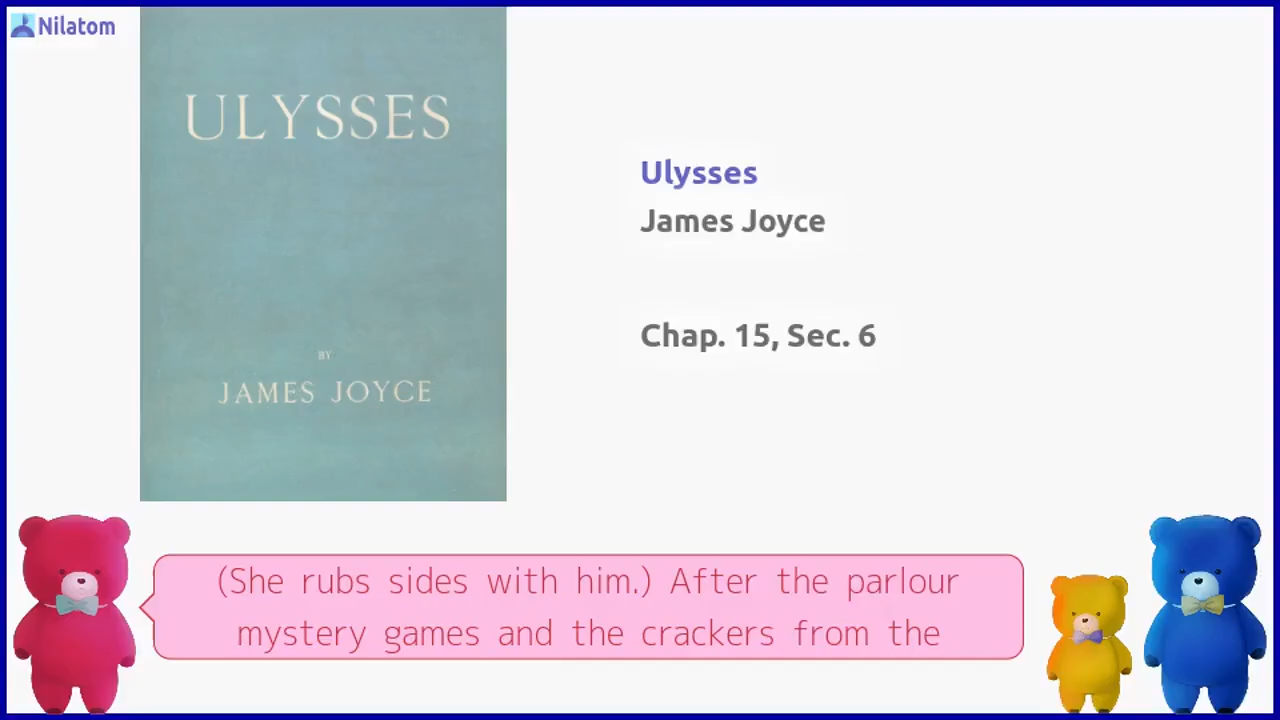 Nilatom
ULYSSES
BY
JAMES JOYCE
Ulysses
James Joyce
Chap. 15, Sec. 6
(She rubs sides with him.) After the parlour
mystery games and the crackers from the